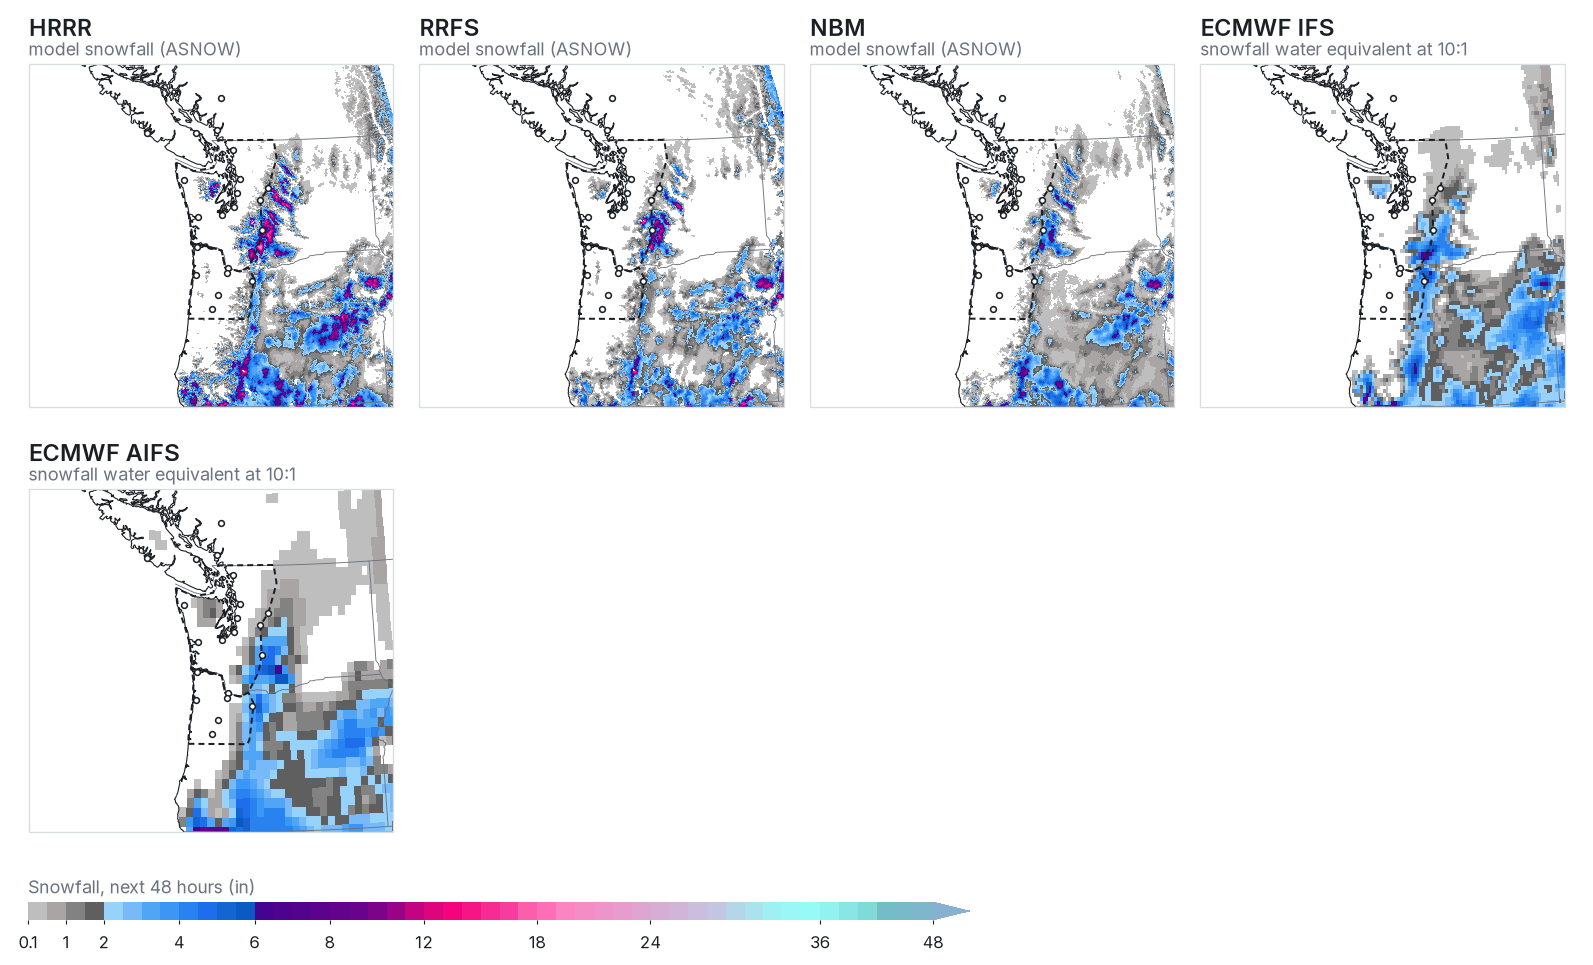 HRRR
model snowfall (ASNOW)
RRFS
model snowfall (ASNOW)
NBM
model snowfall (ASNOW)
ECMWF IFS
snowfall water equivalent at 10:1
ECMWF AIFS
snowfall water equivalent at 10:1
Snowfall, next 48 hours (in)
0.1 1 2 4 6 8 12 18 24 36 48